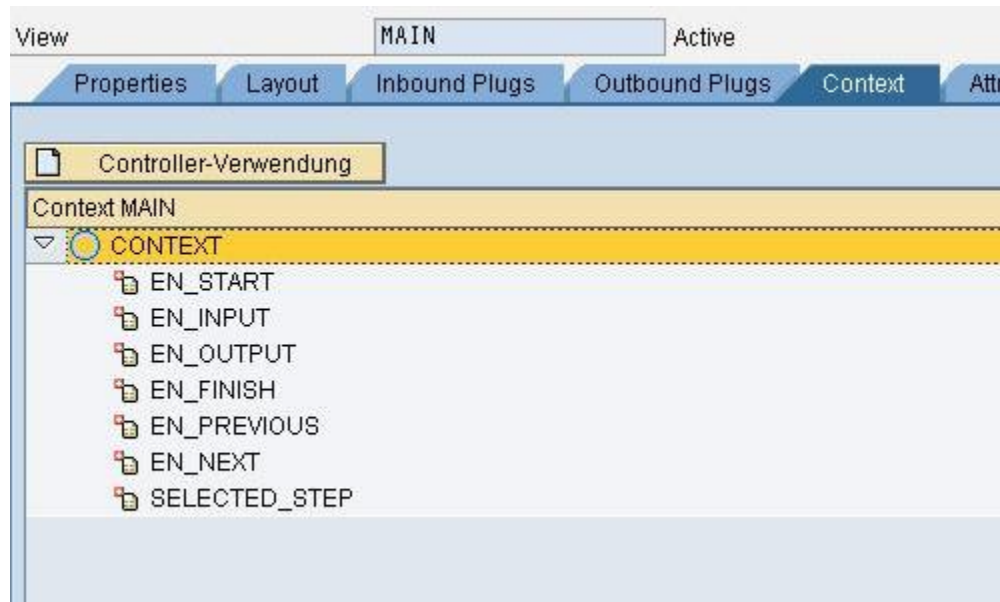 View MAIN Active
Properties Layout Inbound Plugs Outbound Plugs Context
Controller-Verwendung
Context MAIN
CONTEXT
EN_START
EN_INPUT
EN_OUTPUT
EN_FINISH
EN_PREVIOUS
EN_NEXT
SELECTED_STEP